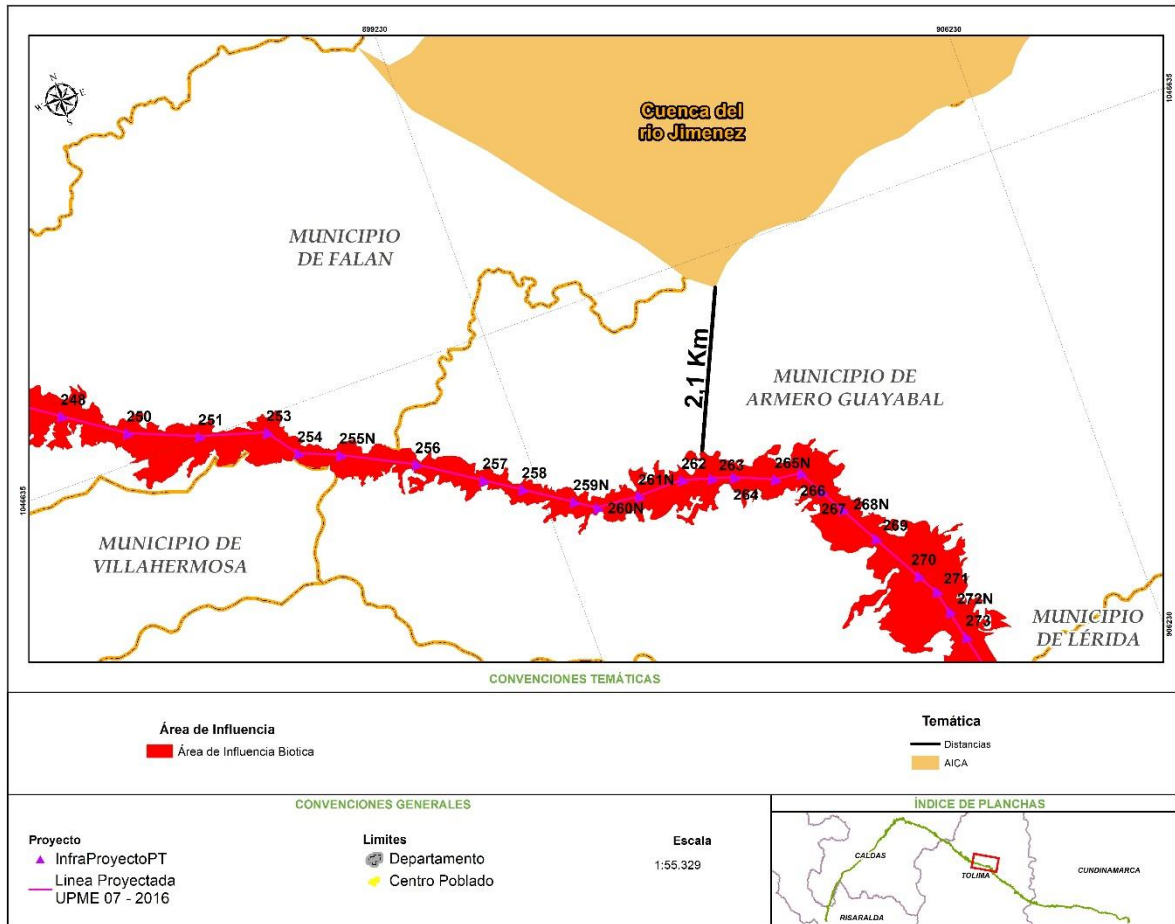 899230
906230
1046635
N
W
E
S
Cuenca del
rio Jimenez
MUNICIPIO
DE FALAN
2,1 Km
MUNICIPIO DE
ARMERO GUAYABAL
248
250
251
253
254
255N
256
257
258
259N
260N
261N
262
263
264
265N
266
267
268N
269
270
271
272N
273
1044635
MUNICIPIO DE
VILLAHERMOSA
MUNICIPIO
DE LÉRIDA
906230
CONVENCIONES TEMÁTICAS
Área de Influencia
Área de Influencia Biotica
Temática
Distancias
AICA
CONVENCIONES GENERALES
Proyecto
InfraProyectoPT
Linea Proyectada
UPME 07 - 2016
Limites
Departamento
Centro Poblado
Escala
1:55.329
ÍNDICE DE PLANCHAS
CALDAS
TOLIMA
CUNDINAMARCA
RISARALDA